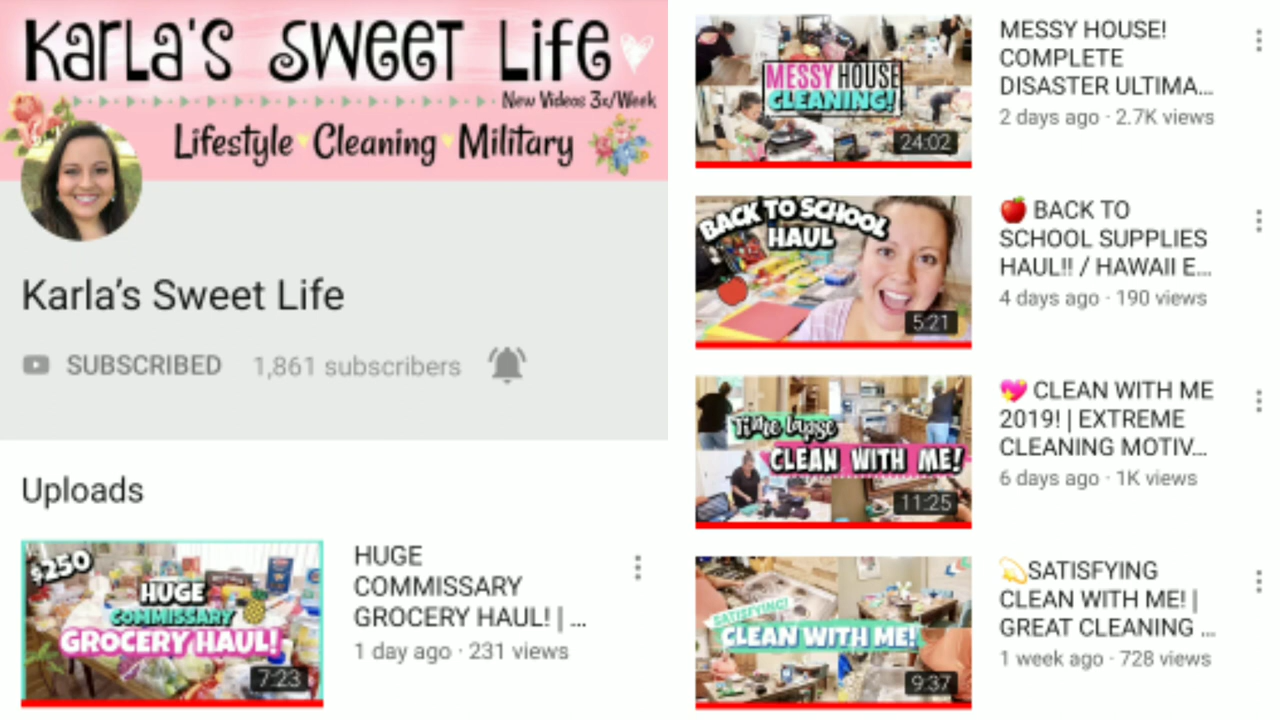 Karla's Sweet Life
New Videos 3x/Week
Lifestyle Cleaning Military
Karla's Sweet Life
SUBSCRIBED 1,861 subscribers
Uploads
$250
HUGE
COMMISSARY
GROCERY HAUL!
7:23
HUGE
COMMISSARY
GROCERY HAUL! | ...
1 day ago · 231 views
MESSY HOUSE
CLEANING!
24:02
MESSY HOUSE!
COMPLETE
DISASTER ULTIMA...
2 days ago · 2.7K views
BACK TO SCHOOL
HAUL
5:21
🍎 BACK TO
SCHOOL SUPPLIES
HAUL!! / HAWAII E...
4 days ago · 190 views
Time lapse
CLEAN WITH ME!
11:25
💖 CLEAN WITH ME
2019! | EXTREME
CLEANING MOTIV...
6 days ago · 1K views
SATISFYING!
CLEAN WITH ME!
9:37
💫SATISFYING
CLEAN WITH ME! |
GREAT CLEANING ...
1 week ago · 728 views